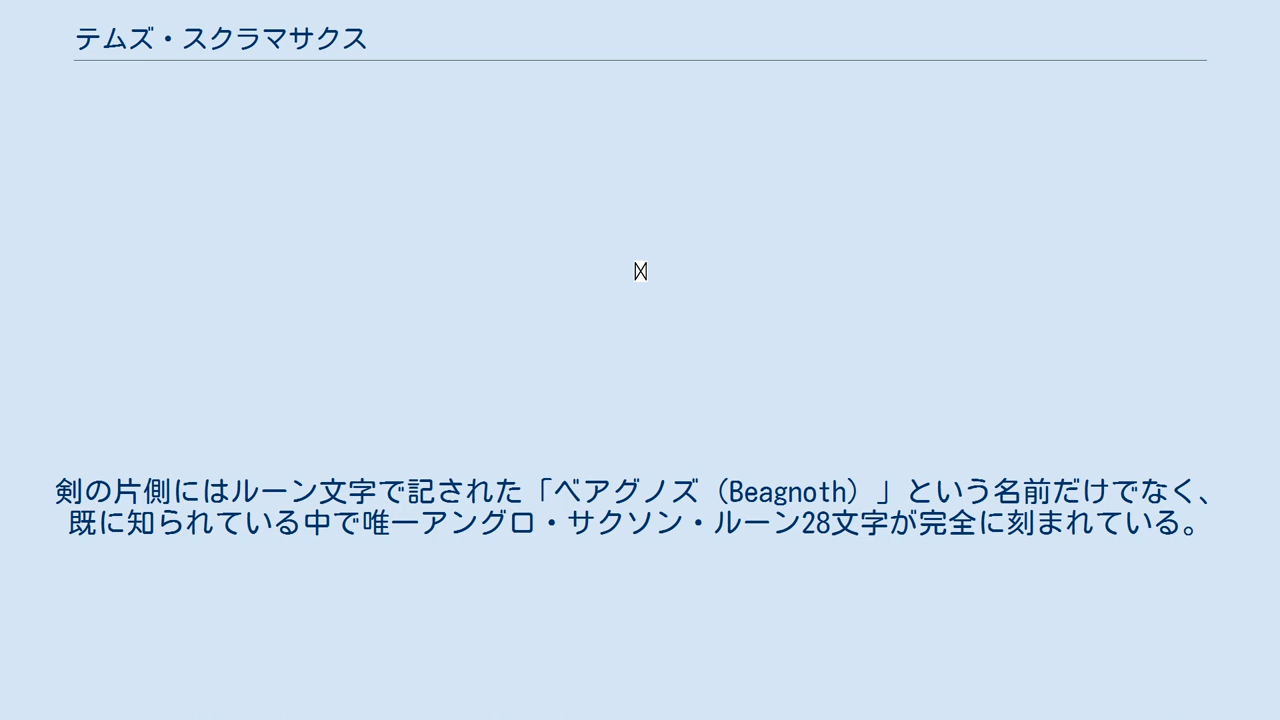 テムズ・スクラマサクス
剣の片側にはルーン文字で記された「ベアグノズ（Beagnoth）」という名前だけでなく、
既に知られている中で唯一アングロ・サクソン・ルーン28文字が完全に刻まれている。